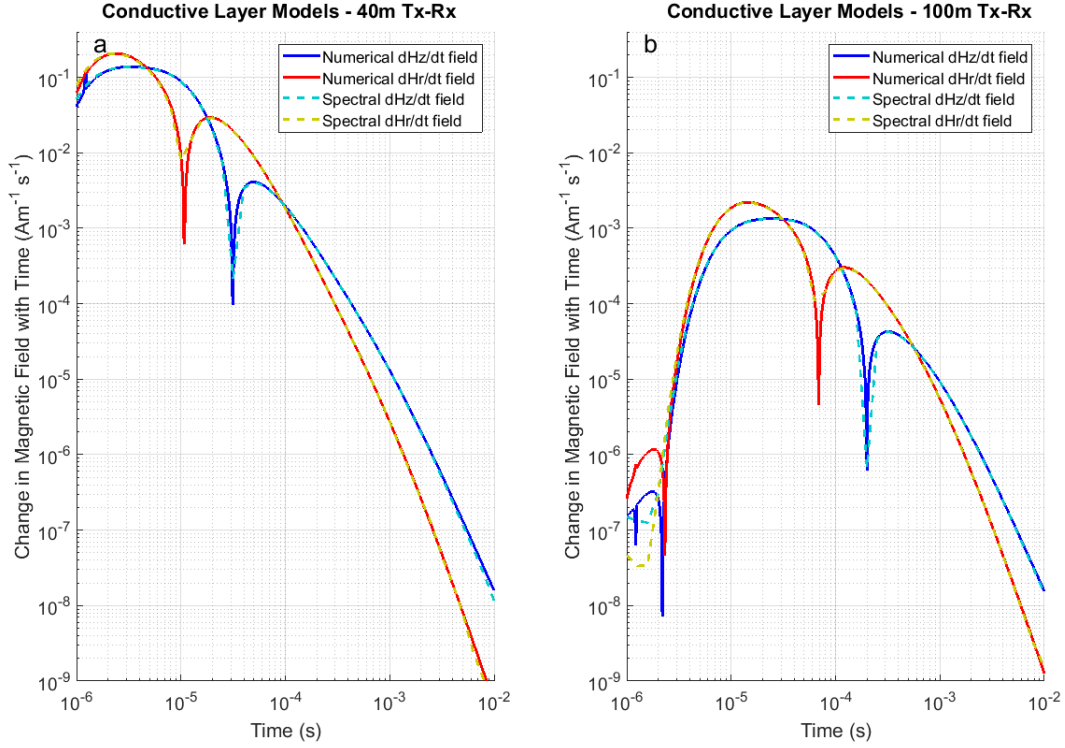 Conductive Layer Models - 40m Tx-Rx
a
Numerical dHz/dt field
Numerical dHr/dt field
Spectral dHz/dt field
Spectral dHr/dt field
Change in Magnetic Field with Time (Am⁻¹ s⁻¹)
10⁻¹
10⁻²
10⁻³
10⁻⁴
10⁻⁵
10⁻⁶
10⁻⁷
10⁻⁸
10⁻⁹
10⁻⁶
10⁻⁵
10⁻⁴
10⁻³
10⁻²
Time (s)
Conductive Layer Models - 100m Tx-Rx
b
Numerical dHz/dt field
Numerical dHr/dt field
Spectral dHz/dt field
Spectral dHr/dt field
Change in Magnetic Field with Time (Am⁻¹ s⁻¹)
10⁻¹
10⁻²
10⁻³
10⁻⁴
10⁻⁵
10⁻⁶
10⁻⁷
10⁻⁸
10⁻⁹
10⁻⁶
10⁻⁵
10⁻⁴
10⁻³
10⁻²
Time (s)